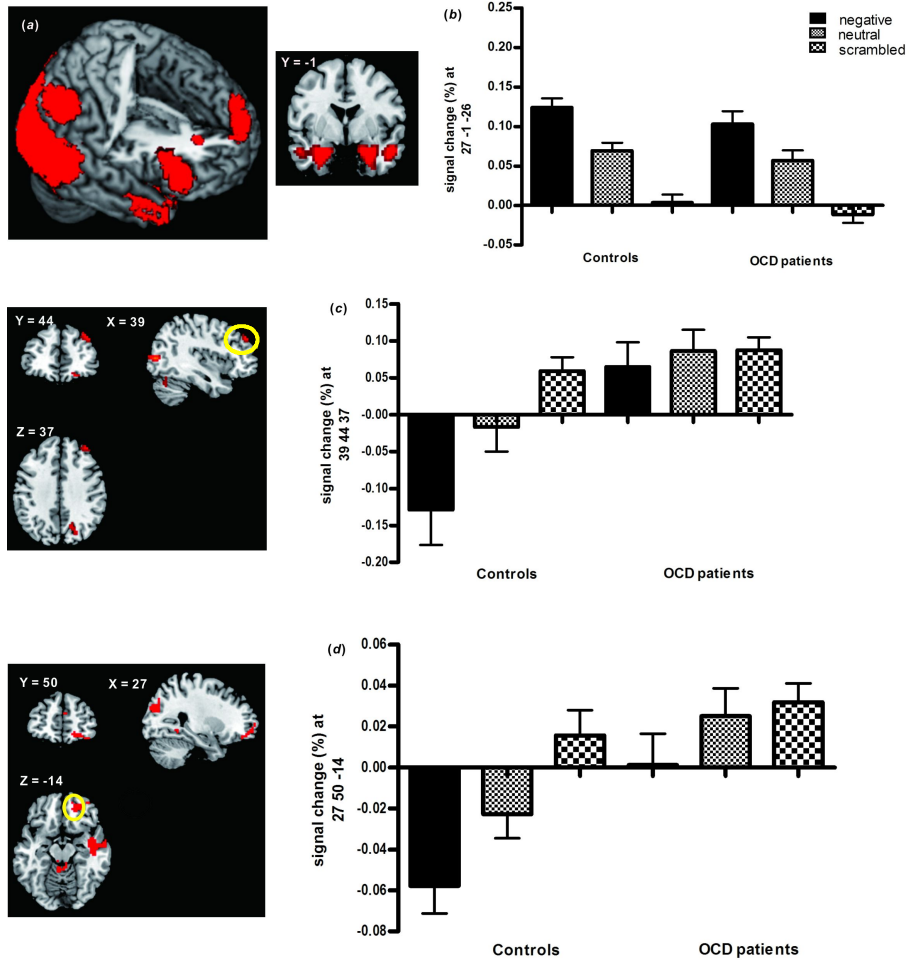 (a)
Y = -1
(b)
negative
neutral
scrambled
signal change (%) at
27 -1 -26
0.25
0.20
0.15
0.10
0.05
0.00
-0.05
Controls
OCD patients
Y = 44
X = 39
Z = 37
(c)
signal change (%) at
39 44 37
0.15
0.10
0.05
-0.00
-0.05
-0.10
-0.15
-0.20
Controls
OCD patients
Y = 50
X = 27
Z = -14
(d)
signal change (%) at
27 50 -14
0.06
0.04
0.02
0.00
-0.02
-0.04
-0.06
-0.08
Controls
OCD patients